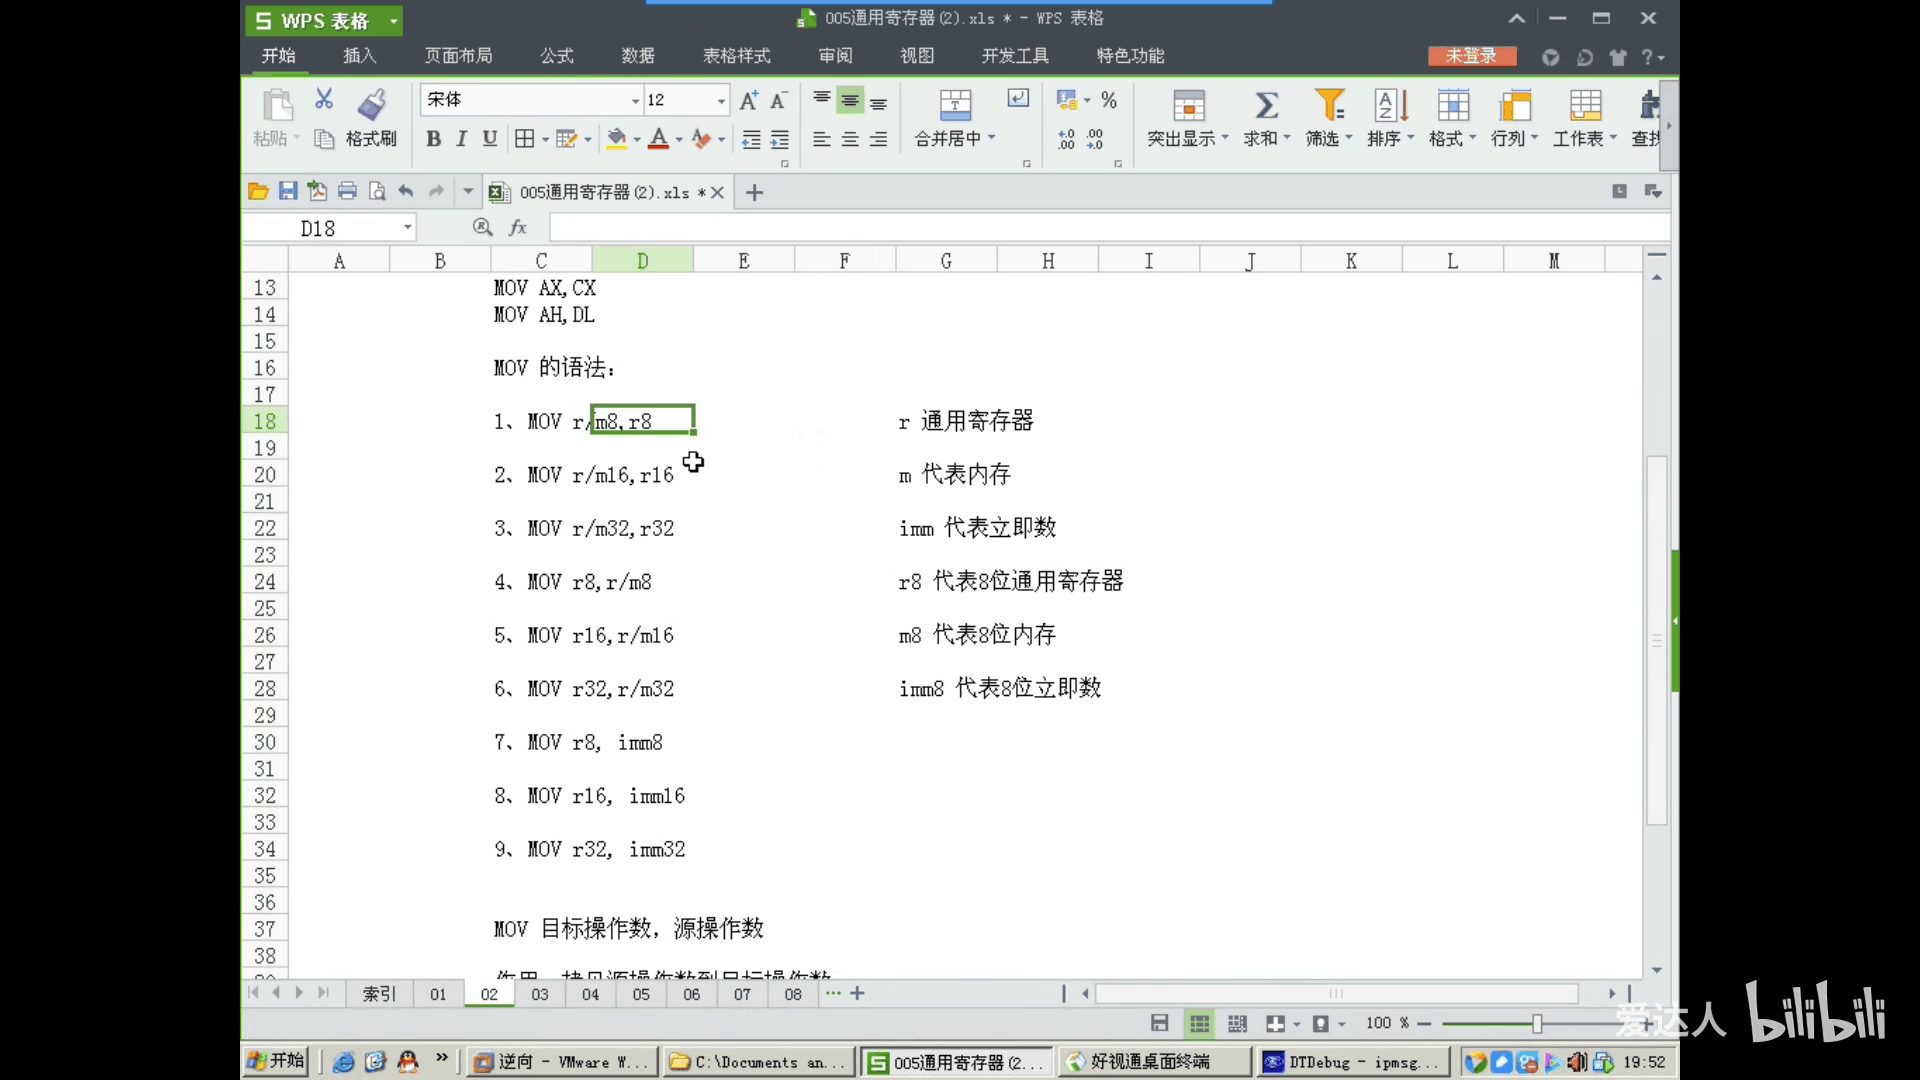 WPS 表格
005通用寄存器(2).xls * - WPS 表格
开始 插入 页面布局 公式 数据 表格样式 审阅 视图 开发工具 特色功能 未登录
宋体 12
粘贴 格式刷 B I U A 合并居中 % 突出显示 求和 筛选 排序 格式 行列 工作表
005通用寄存器(2).xls *
D18 fx
A B C D E F G H I J K L M
13 MOV AX,CX
14 MOV AH,DL
15
16 MOV 的语法：
17
18 1、MOV r/m8,r8 r 通用寄存器
19
20 2、MOV r/m16,r16 m 代表内存
21
22 3、MOV r/m32,r32 imm 代表立即数
23
24 4、MOV r8,r/m8 r8 代表8位通用寄存器
25
26 5、MOV r16,r/m16 m8 代表8位内存
27
28 6、MOV r32,r/m32 imm8 代表8位立即数
29
30 7、MOV r8, imm8
31
32 8、MOV r16, imm16
33
34 9、MOV r32, imm32
35
36
37 MOV 目标操作数，源操作数
38
索引 01 02 03 04 05 06 07 08 ...
100 %
爱达人 bilibili
开始 逆向 - VMware W... C:\Documents an... 005通用寄存器(2... 好视通桌面终端 DTDebug - ipmsg... 19:52